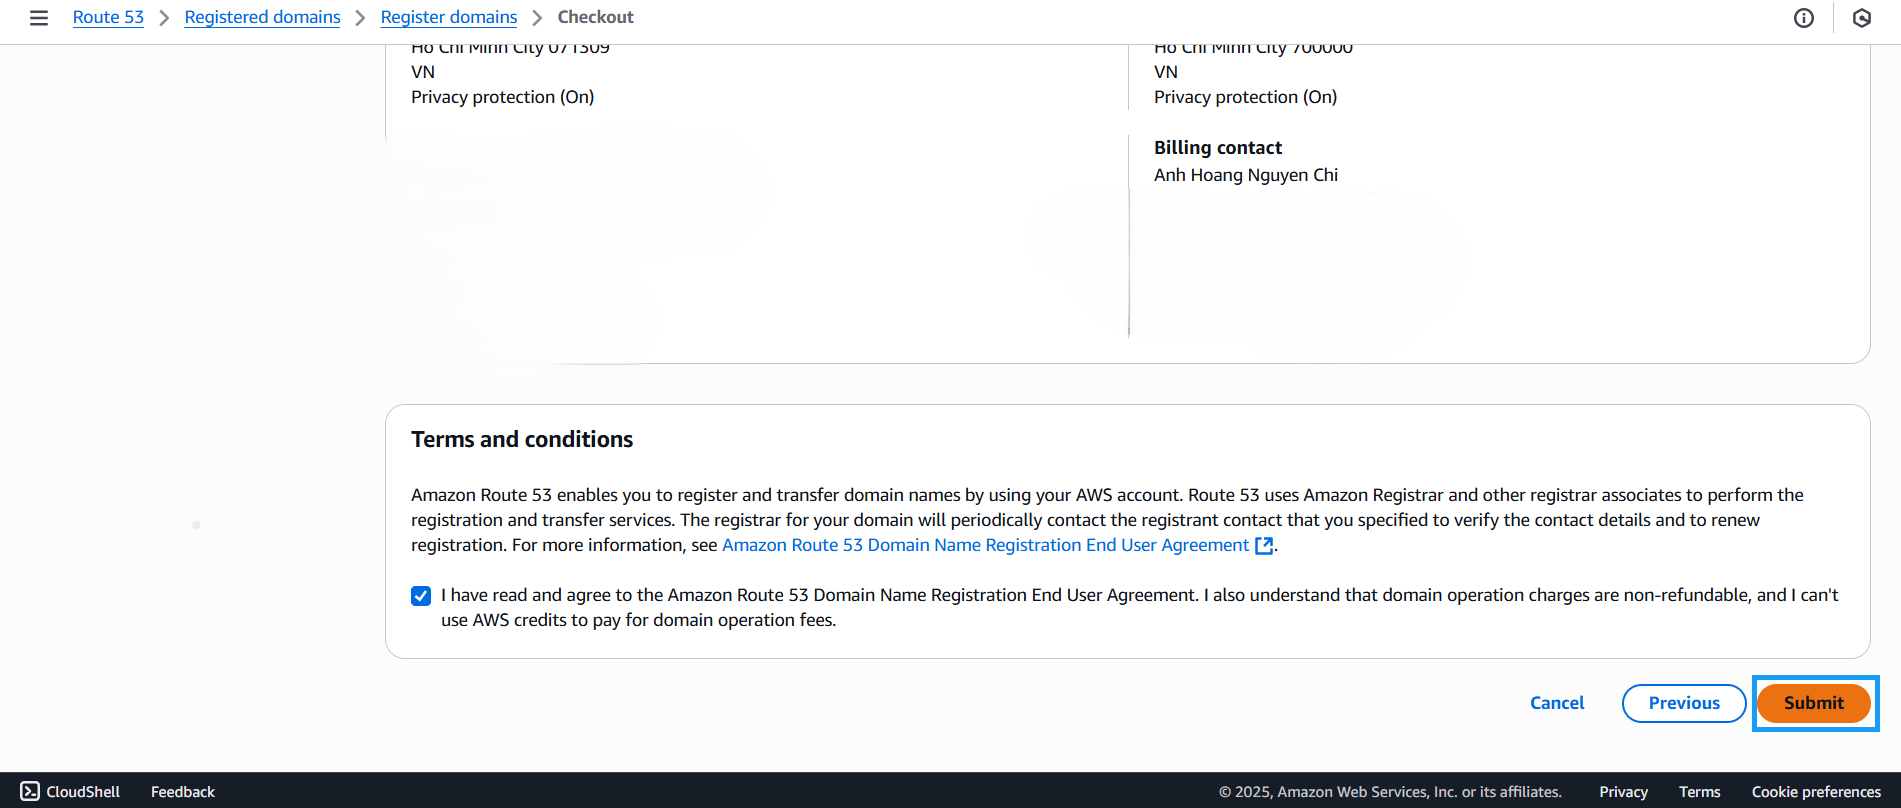 Route 53 Registered domains Register domains Checkout
Ho Chi Minh City 071309
VN
Privacy protection (On)
Ho Chi Minh City 700000
VN
Privacy protection (On)
Billing contact
Anh Hoang Nguyen Chi
Terms and conditions
Amazon Route 53 enables you to register and transfer domain names by using your AWS account. Route 53 uses Amazon Registrar and other registrar associates to perform the
registration and transfer services. The registrar for your domain will periodically contact the registrant contact that you specified to verify the contact details and to renew
registration. For more information, see Amazon Route 53 Domain Name Registration End User Agreement.
I have read and agree to the Amazon Route 53 Domain Name Registration End User Agreement. I also understand that domain operation charges are non-refundable, and I can't
use AWS credits to pay for domain operation fees.
Cancel Previous Submit
CloudShell Feedback © 2025, Amazon Web Services, Inc. or its affiliates. Privacy Terms Cookie preferences